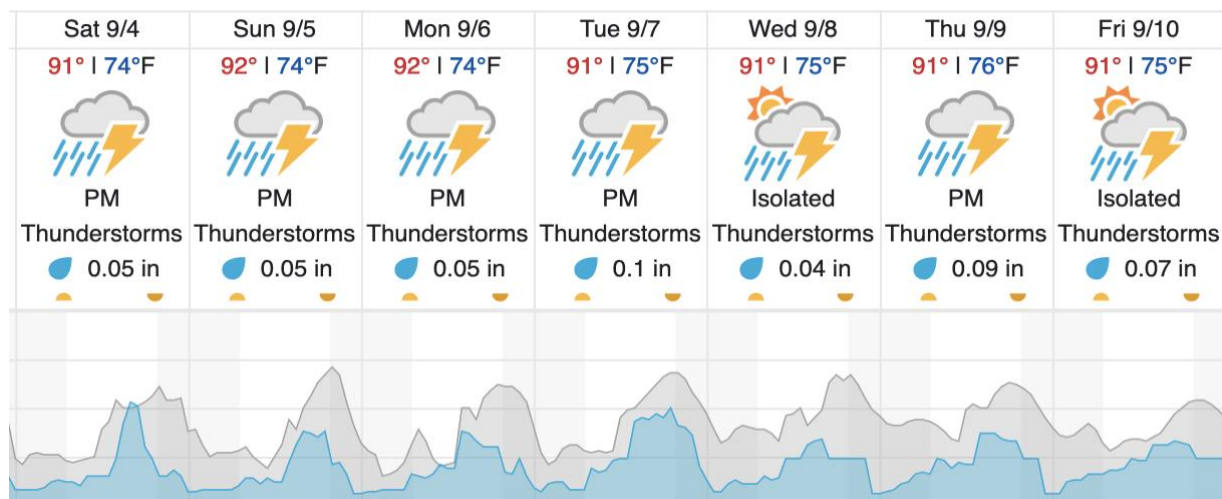 Sat 9/4
91° | 74°F
PM
Thunderstorms
0.05 in
Sun 9/5
92° | 74°F
PM
Thunderstorms
0.05 in
Mon 9/6
92° | 74°F
PM
Thunderstorms
0.05 in
Tue 9/7
91° | 75°F
PM
Thunderstorms
0.1 in
Wed 9/8
91° | 75°F
Isolated
Thunderstorms
0.04 in
Thu 9/9
91° | 76°F
PM
Thunderstorms
0.09 in
Fri 9/10
91° | 75°F
Isolated
Thunderstorms
0.07 in